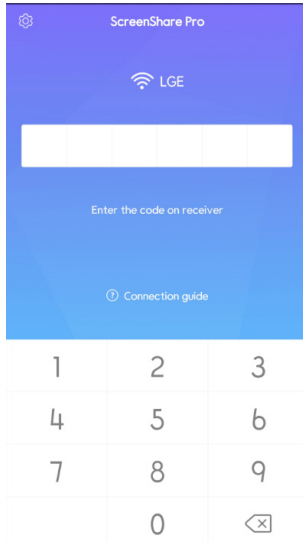 ScreenShare Pro
LGE
Enter the code on receiver
Connection guide
1 2 3
4 5 6
7 8 9
0